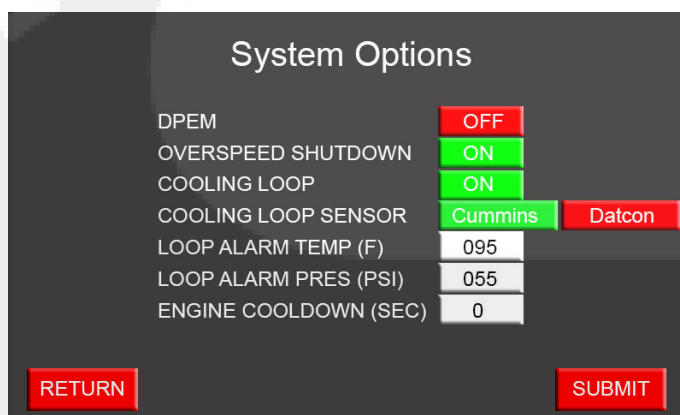 System Options
DPEM OFF
OVERSPEED SHUTDOWN ON
COOLING LOOP ON
COOLING LOOP SENSOR Cummins Datcon
LOOP ALARM TEMP (F) 095
LOOP ALARM PRES (PSI) 055
ENGINE COOLDOWN (SEC) 0
RETURN SUBMIT